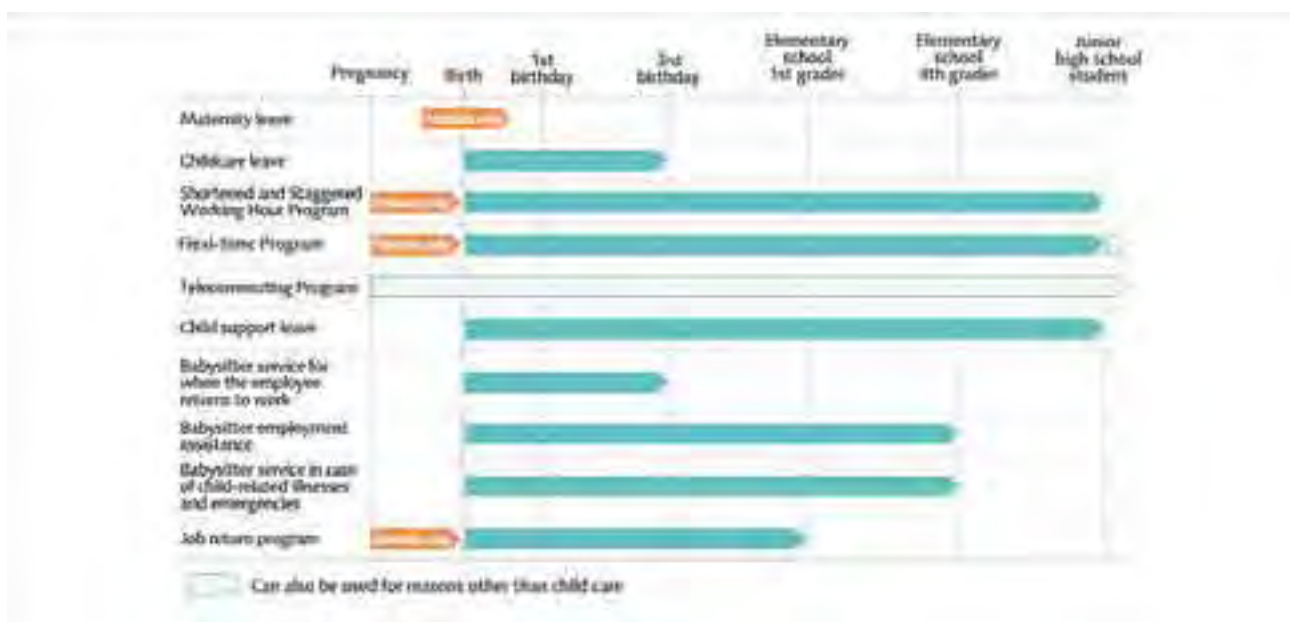 Pregnancy
Birth
1st
birthday
3rd
birthday
Elementary
school
1st grader
Elementary
school
4th grader
Junior
high school
student
Maternity leave
Childcare leave
Shortened and Staggered
Working Hour Program
Flexi-time Program
Telecommuting Program
Child support leave
Babysitter service for
when the employee
returns to work
Babysitter employment
assistance
Babysitter service in case
of child-related illnesses
and emergencies
Job return program
Can also be used for reasons other than child care